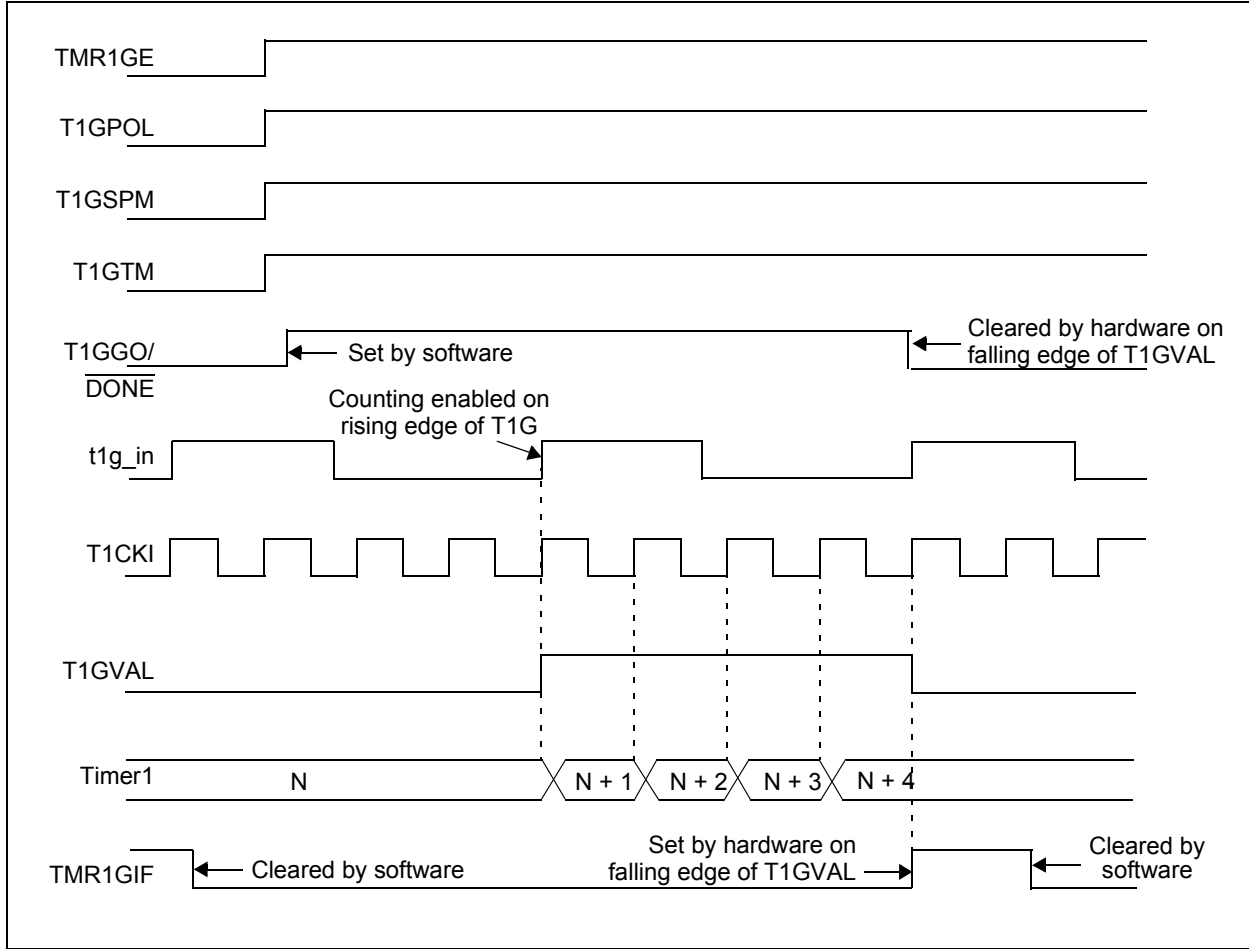 TMR1GE
T1GPOL
T1GSPM
T1GTM
T1GGO/
DONE
Set by software
Cleared by hardware on
falling edge of T1GVAL
Counting enabled on
rising edge of T1G
t1g_in
T1CKI
T1GVAL
Timer1
N
N + 1
N + 2
N + 3
N + 4
TMR1GIF
Cleared by software
Set by hardware on
falling edge of T1GVAL
Cleared by
software